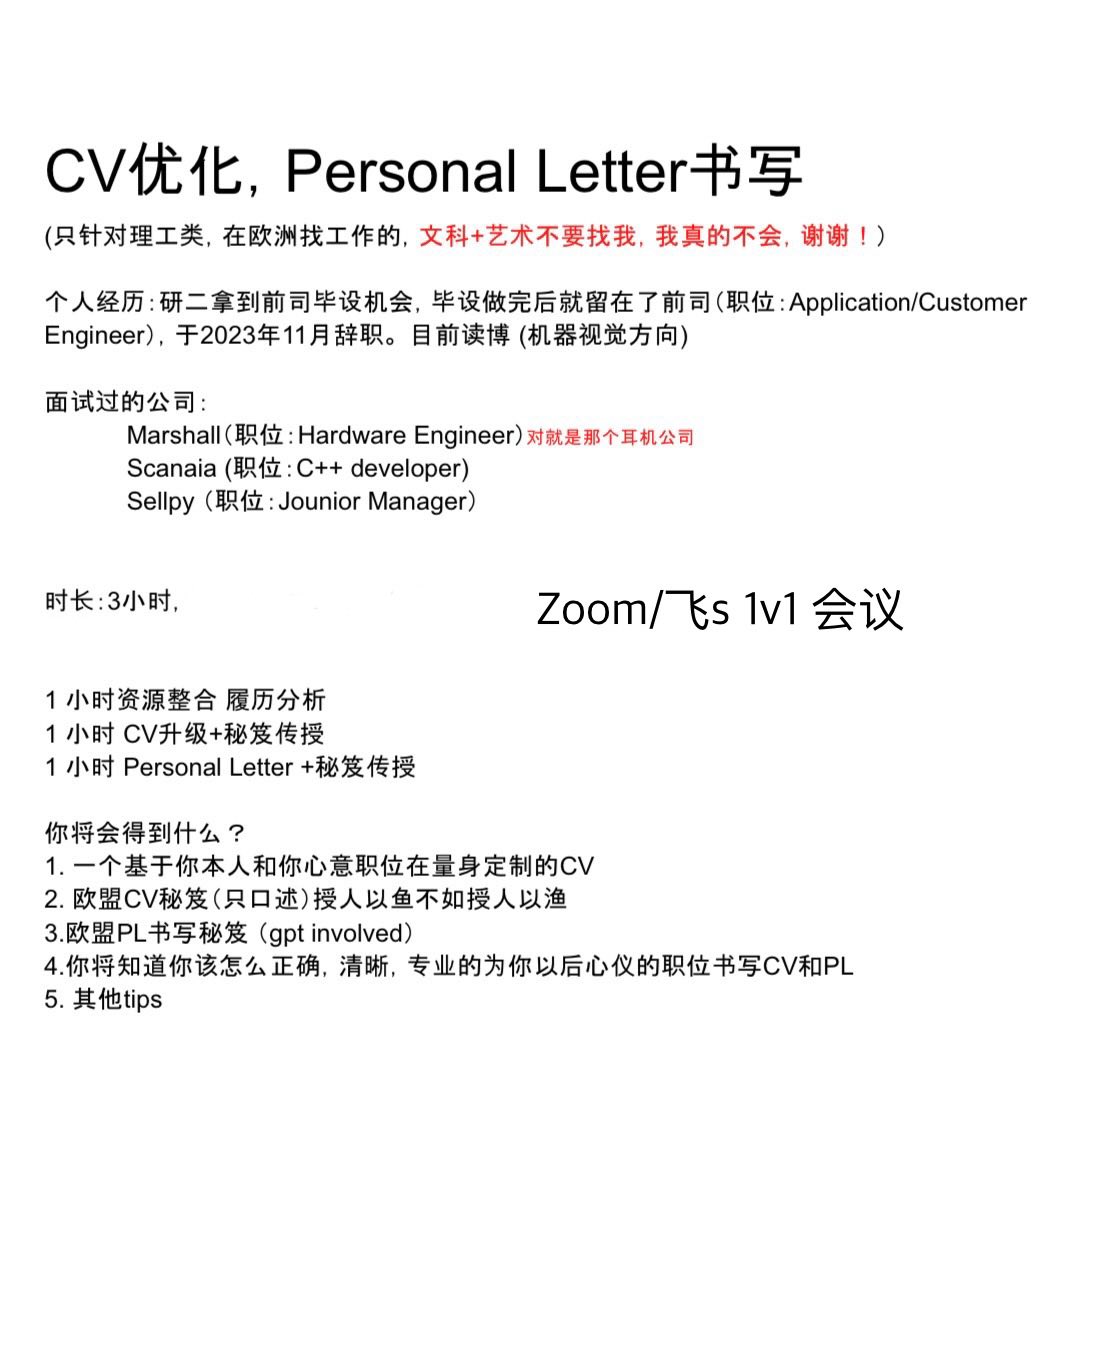 CV优化, Personal Letter书写
(只针对理工类, 在欧洲找工作的, 文科+艺术不要找我, 我真的不会, 谢谢！)
个人经历：研二拿到前司毕设机会, 毕设做完后就留在了前司（职位：Application/Customer
Engineer）, 于2023年11月辞职。目前读博 (机器视觉方向)
面试过的公司：
Marshall（职位：Hardware Engineer）对就是那个耳机公司
Scanaia (职位：C++ developer)
Sellpy （职位：Jounior Manager）
时长：3小时,
Zoom/飞s 1v1 会议
1 小时资源整合 履历分析
1 小时 CV升级+秘笈传授
1 小时 Personal Letter +秘笈传授
你将会得到什么？
1. 一个基于你本人和你心意职位在量身定制的CV
2. 欧盟CV秘笈（只口述）授人以鱼不如授人以渔
3.欧盟PL书写秘笈 （gpt involved）
4.你将知道你该怎么正确, 清晰, 专业的为你以后心仪的职位书写CV和PL
5. 其他tips